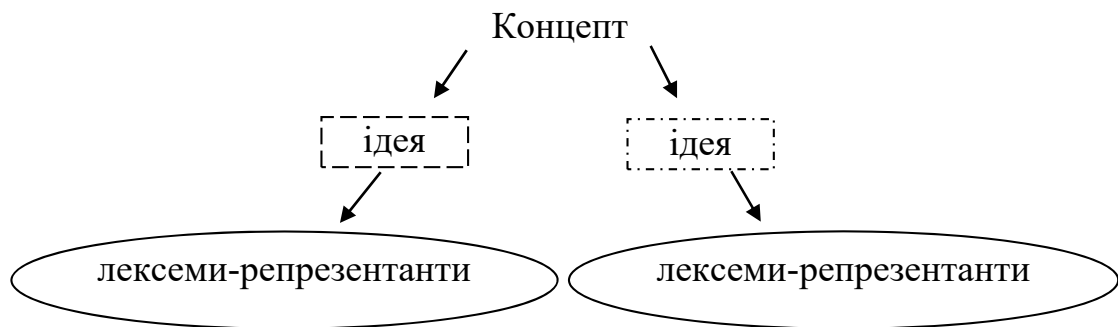 Концепт
ідея
ідея
лексеми-репрезентанти
лексеми-репрезентанти